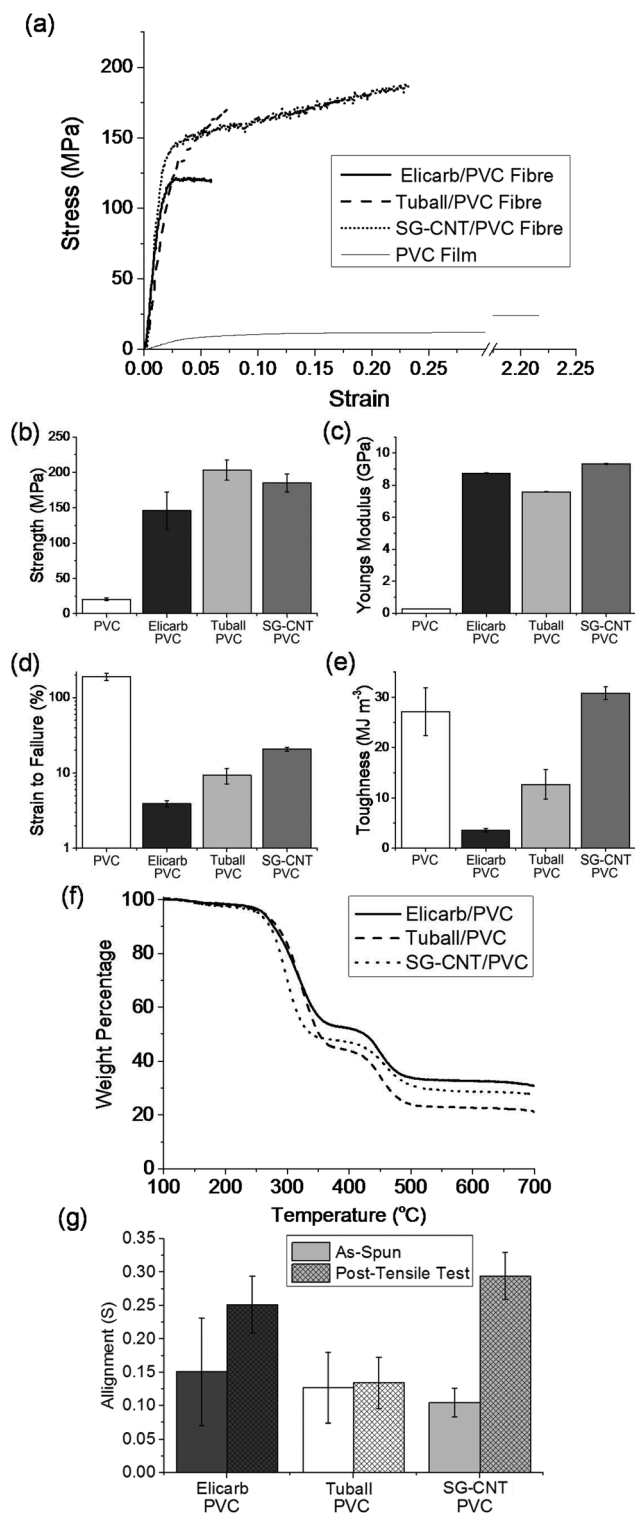 (a)
200
150
100
50
0
Stress (MPa)
Elicarb/PVC Fibre
Tuball/PVC Fibre
SG-CNT/PVC Fibre
PVC Film
0.00 0.05 0.10 0.15 0.20 0.25 2.20 2.25
Strain
(b)
250
200
150
100
50
0
Strength (MPa)
PVC
Elicarb
PVC
Tuball
PVC
SG-CNT
PVC
(c)
10
8
6
4
2
0
Youngs Modulus (GPa)
PVC
Elicarb
PVC
Tuball
PVC
SG-CNT
PVC
(d)
100
10
1
Strain to Failure (%)
PVC
Elicarb
PVC
Tuball
PVC
SG-CNT
PVC
(e)
30
20
10
0
Toughness (MJ m⁻³)
PVC
Elicarb
PVC
Tuball
PVC
SG-CNT
PVC
(f)
100
80
60
40
20
0
Weight Percentage
Elicarb/PVC
Tuball/PVC
SG-CNT/PVC
100 200 300 400 500 600 700
Temperature (ºC)
(g)
0.35
0.30
0.25
0.20
0.15
0.10
0.05
0.00
Allignment (S)
As-Spun
Post-Tensile Test
Elicarb
PVC
Tuball
PVC
SG-CNT
PVC